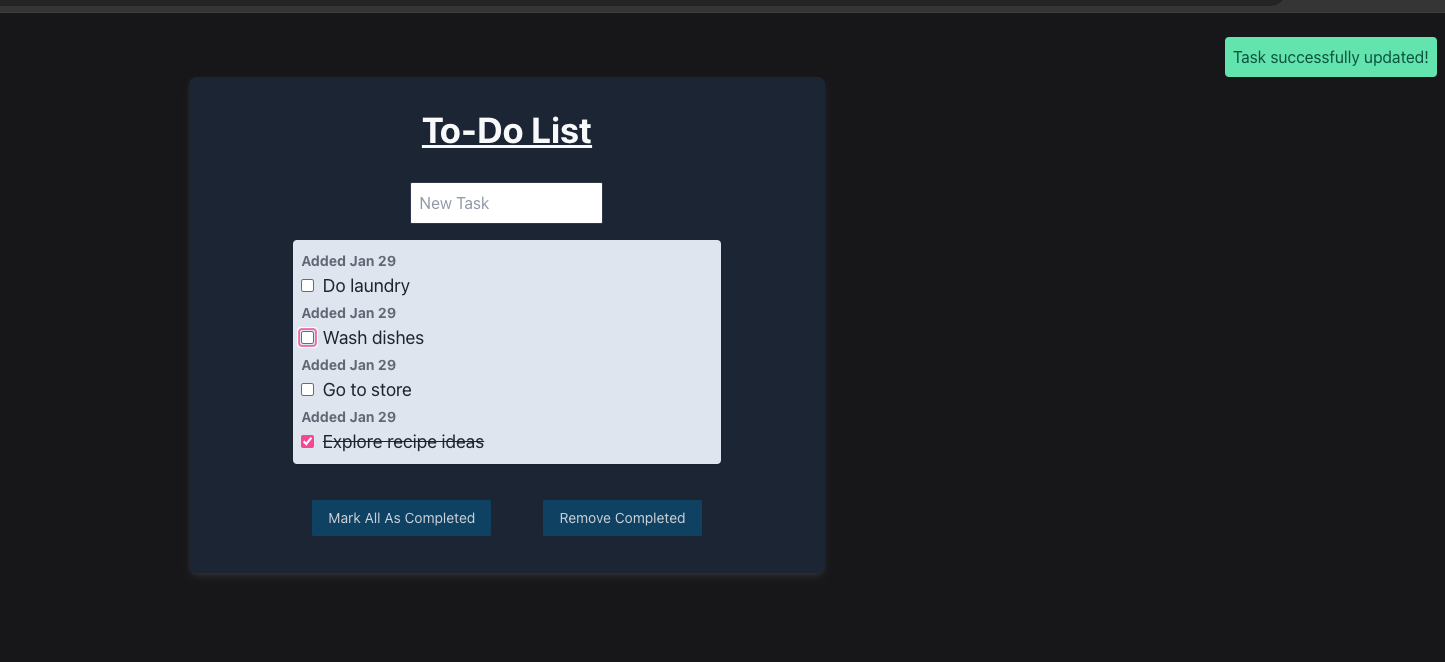 Task successfully updated!
To-Do List
New Task
Added Jan 29
Do laundry
Added Jan 29
Wash dishes
Added Jan 29
Go to store
Added Jan 29
Explore recipe ideas
Mark All As Completed
Remove Completed